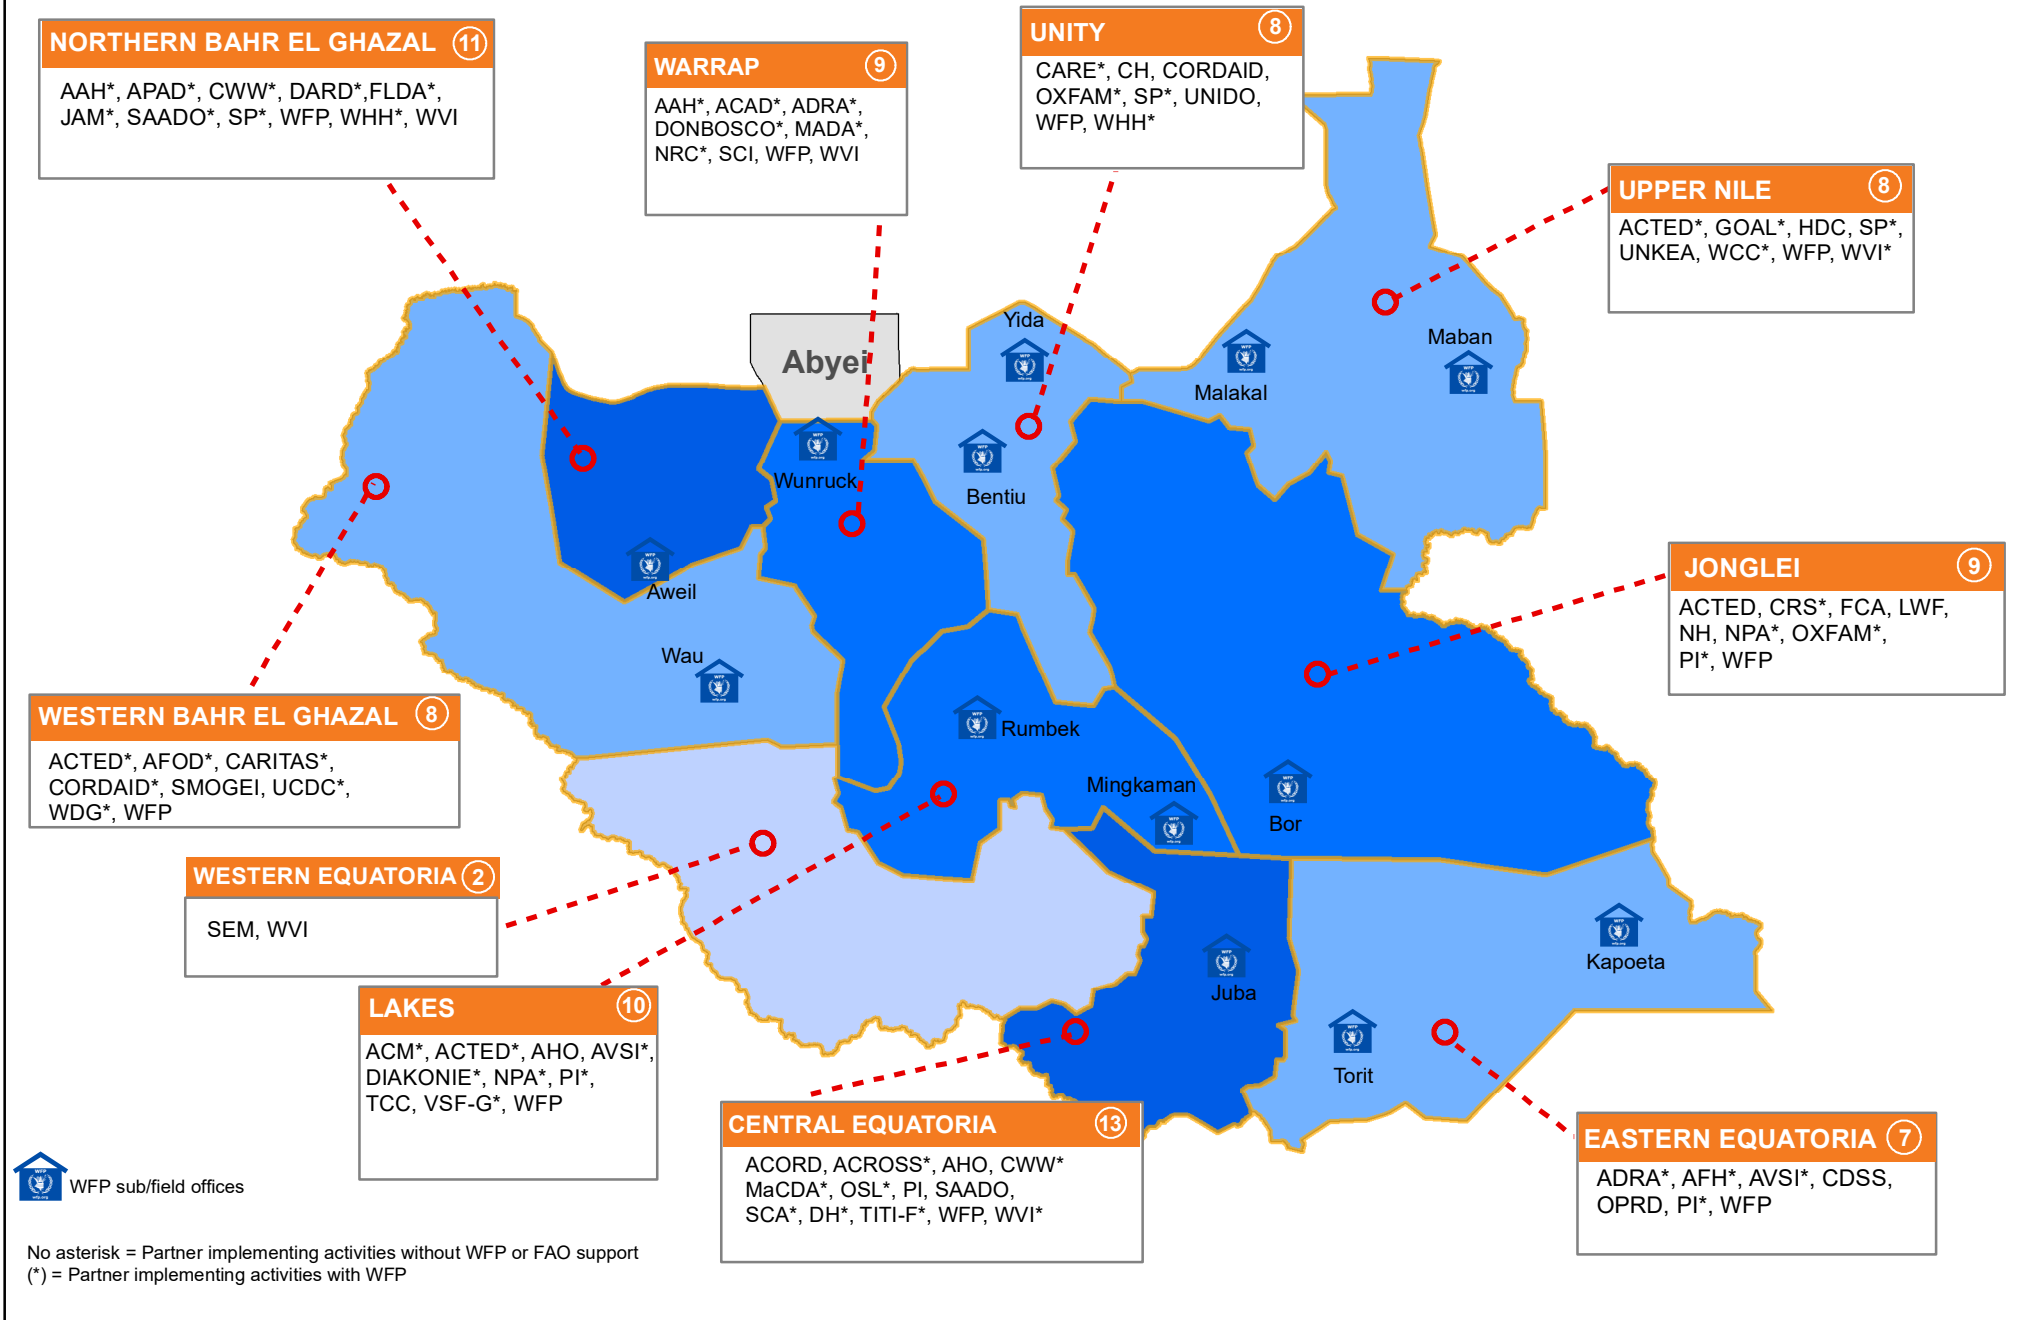 NORTHERN BAHR EL GHAZAL 11
AAH*, APAD*, CWW*, DARD*,FLDA*,
JAM*, SAADO*, SP*, WFP, WHH*, WVI
WARRAP 9
AAH*, ACAD*, ADRA*,
DONBOSCO*, MADA*,
NRC*, SCI, WFP, WVI
UNITY 8
CARE*, CH, CORDAID,
OXFAM*, SP*, UNIDO,
WFP, WHH*
UPPER NILE 8
ACTED*, GOAL*, HDC, SP*,
UNKEA, WCC*, WFP, WVI*
Abyei
Yida
Maban
Malakal
Wunruck
Bentiu
Aweil
Wau
Rumbek
Mingkaman
Bor
Juba
Kapoeta
Torit
JONGLEI 9
ACTED, CRS*, FCA, LWF,
NH, NPA*, OXFAM*,
PI*, WFP
WESTERN BAHR EL GHAZAL 8
ACTED*, AFOD*, CARITAS*,
CORDAID*, SMOGEI, UCDC*,
WDG*, WFP
WESTERN EQUATORIA 2
SEM, WVI
LAKES 10
ACM*, ACTED*, AHO, AVSI*,
DIAKONIE*, NPA*, PI*,
TCC, VSF-G*, WFP
CENTRAL EQUATORIA 13
ACORD, ACROSS*, AHO, CWW*
MaCDA*, OSL*, PI, SAADO,
SCA*, DH*, TITI-F*, WFP, WVI*
EASTERN EQUATORIA 7
ADRA*, AFH*, AVSI*, CDSS,
OPRD, PI*, WFP
WFP
wfp.org
WFP sub/field offices
No asterisk = Partner implementing activities without WFP or FAO support
(*) = Partner implementing activities with WFP